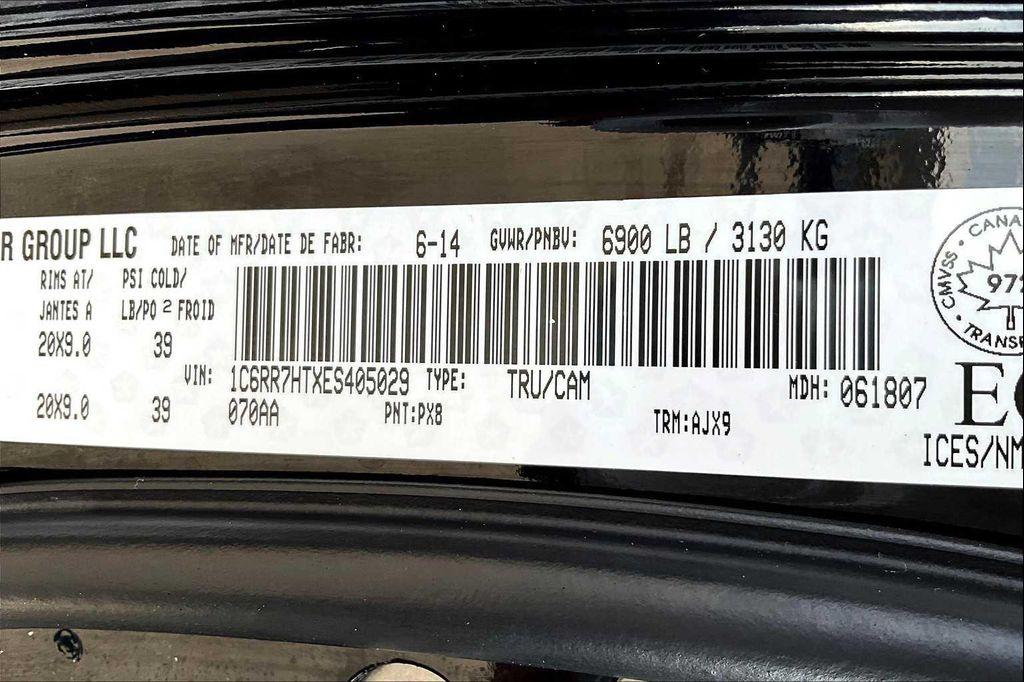 R GROUP LLC DATE OF MFR/DATE DE FABR: 6-14 GVWR/PNBV: 6900 LB / 3130 KG
RIMS AT/ PSI COLD/
JANTES A LB/PO 2 FROID
20X9.0 39
VIN: 1C6RR7HTXES405029 TYPE: TRU/CAM MDH: 061807
20X9.0 39 070AA PNT:PX8 TRM:AJX9
CMVSS
TRANSP
ICES/NM